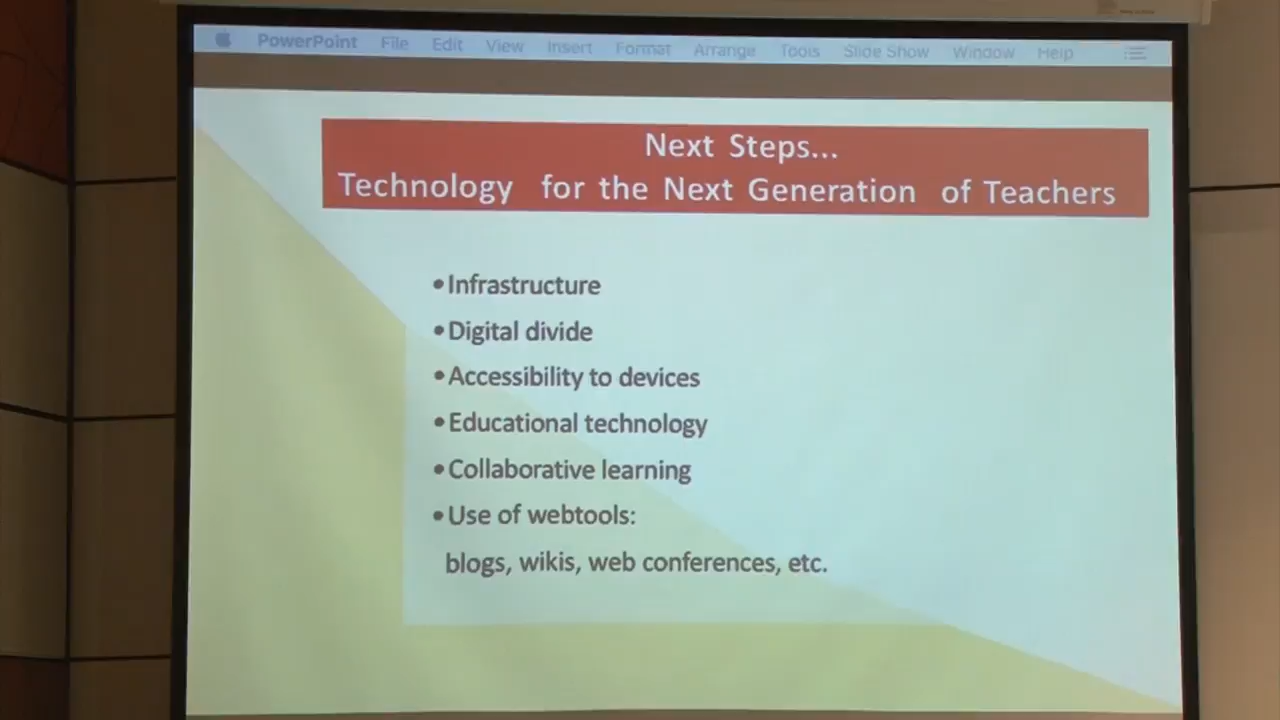 PowerPoint File Edit View Insert Format Arrange Tools Slide Show Window Help
Next Steps...
Technology for the Next Generation of Teachers
•Infrastructure
•Digital divide
•Accessibility to devices
•Educational technology
•Collaborative learning
•Use of webtools:
blogs, wikis, web conferences, etc.